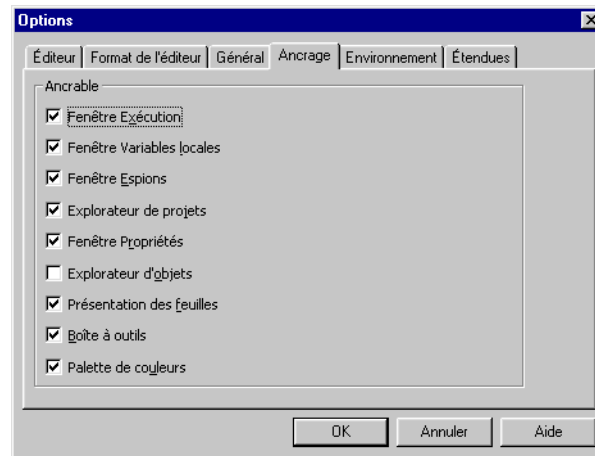 Options
Éditeur Format de l'éditeur Général Ancrage Environnement Étendues
Ancrable
Fenêtre Exécution
Fenêtre Variables locales
Fenêtre Espions
Explorateur de projets
Fenêtre Propriétés
Explorateur d'objets
Présentation des feuilles
Boîte à outils
Palette de couleurs
OK Annuler Aide